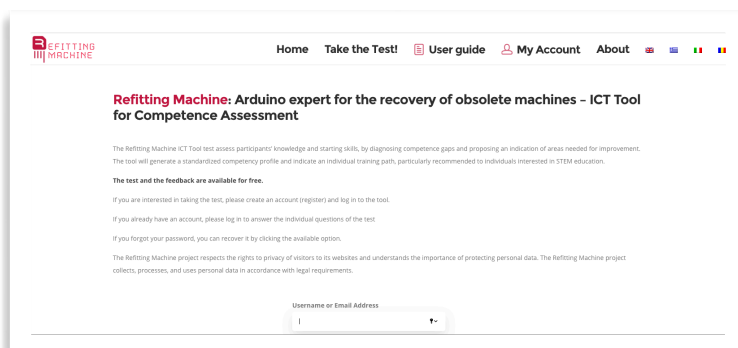 REFITTING
MACHINE
Home Take the Test! User guide My Account About
Refitting Machine: Arduino expert for the recovery of obsolete machines – ICT Tool
for Competence Assessment
The Refitting Machine ICT Tool test assess participants' knowledge and starting skills, by diagnosing competence gaps and proposing an indication of areas needed for improvement.
The tool will generate a standardized competency profile and indicate an individual training path, particularly recommended to individuals interested in STEM education.
The test and the feedback are available for free.
If you are interested in taking the test, please create an account (register) and log in to the tool.
If you already have an account, please log in to answer the individual questions of the test
If you forgot your password, you can recover it by clicking the available option.
The Refitting Machine project respects the rights to privacy of visitors to its websites and understands the importance of protecting personal data. The Refitting Machine project
collects, processes, and uses personal data in accordance with legal requirements.
Username or Email Address